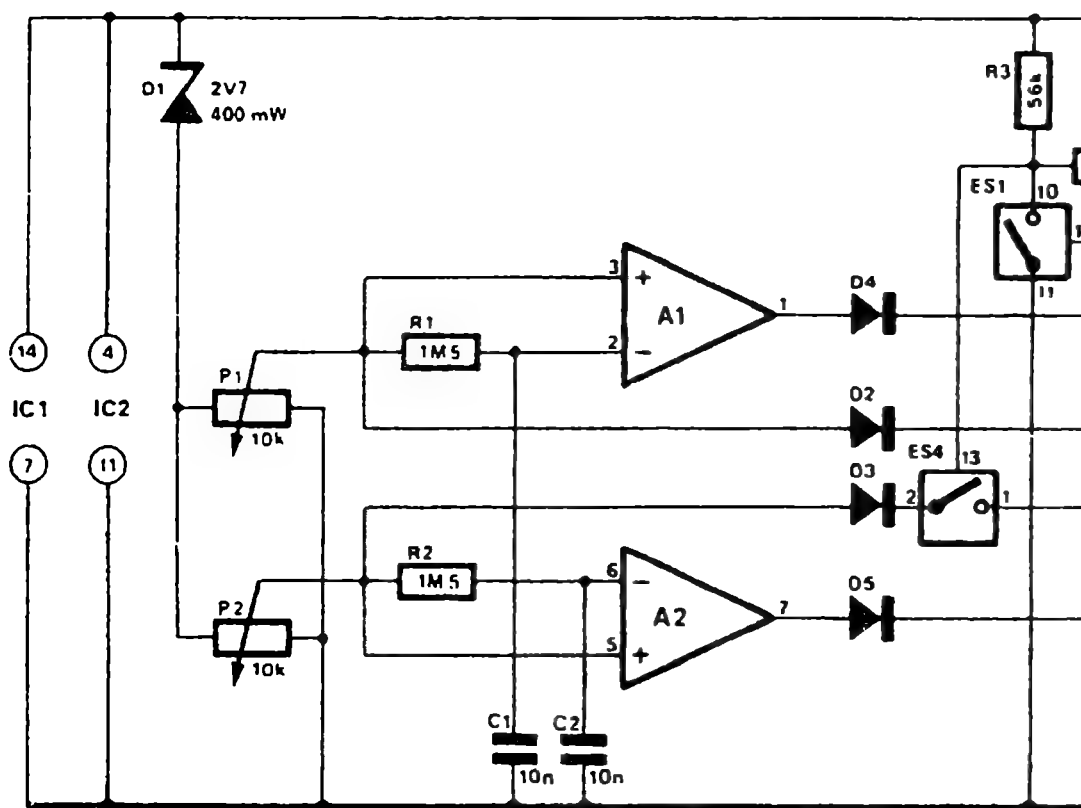 D1
2V7
400 mW
R3
56k
ES1
10
11
3
+
A1
1
2
−
D4
R1
1M5
14
4
IC1
IC2
7
11
P1
10k
D2
ES4
13
D3
2
1
R2
1M5
6
−
A2
7
5
+
D5
P2
10k
C1
10n
C2
10n